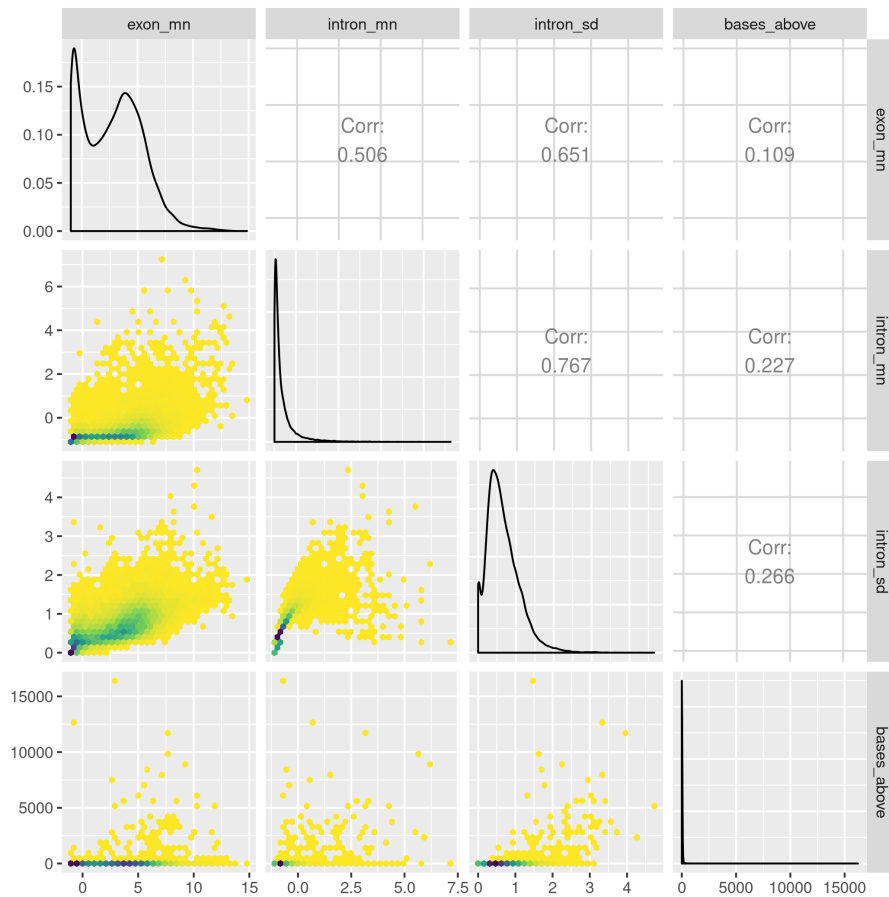 exon_mn intron_mn intron_sd bases_above
0.15
0.10
0.05
0.00
Corr:
0.506
Corr:
0.651
Corr:
0.109
exon_mn
6
4
2
0
Corr:
0.767
Corr:
0.227
intron_mn
4
3
2
1
0
Corr:
0.266
intron_sd
15000
10000
5000
0
bases_above
0 5 10 15 0.0 2.5 5.0 7.5 0 1 2 3 4 0 5000 10000 15000